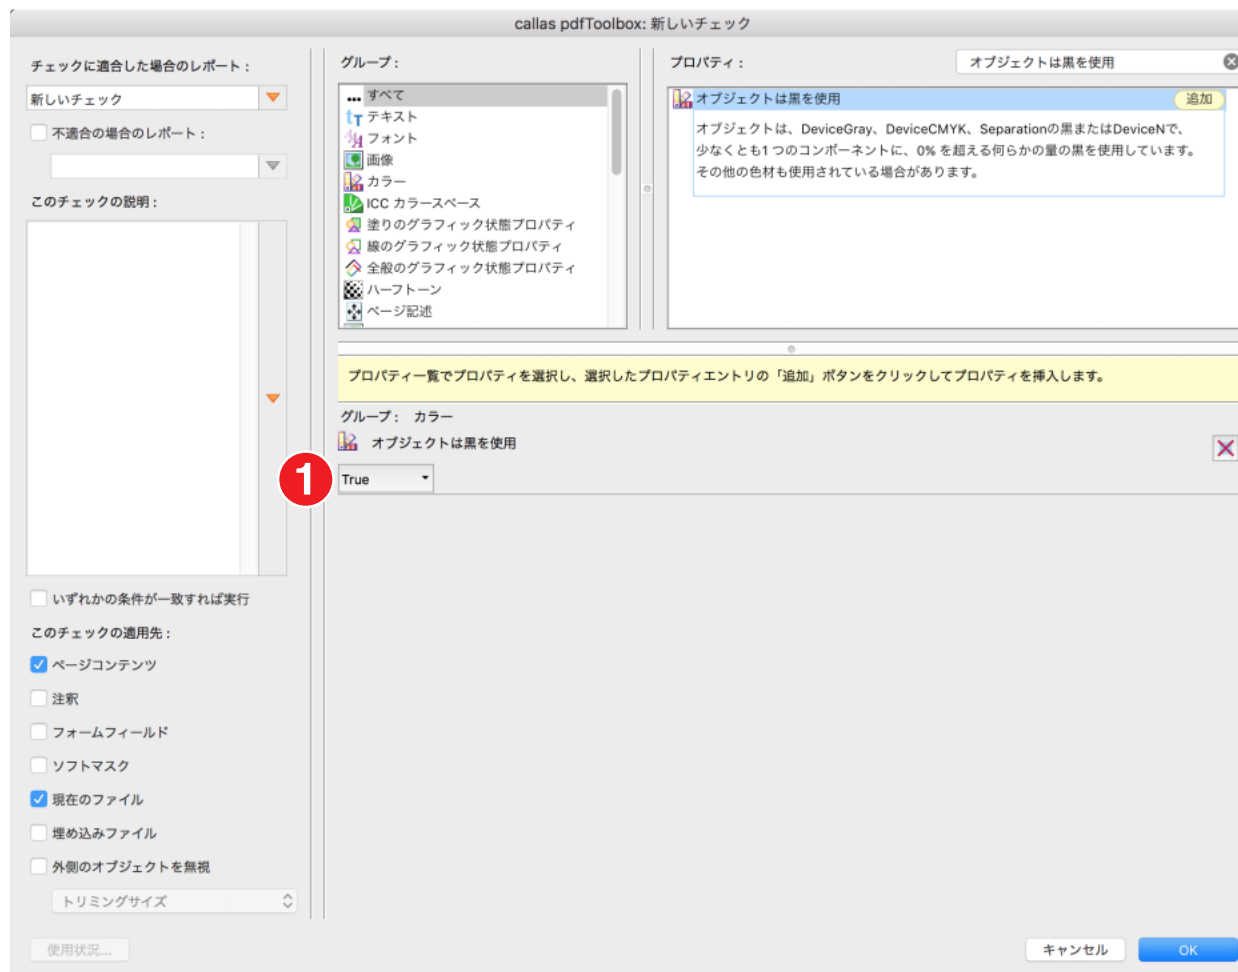 callas pdfToolbox: 新しいチェック
チェックに適合した場合のレポート：
新しいチェック
不適合の場合のレポート：
このチェックの説明：
いずれかの条件が一致すれば実行
このチェックの適用先：
ページコンテンツ
注釈
フォームフィールド
ソフトマスク
現在のファイル
埋め込みファイル
外側のオブジェクトを無視
トリミングサイズ
使用状況...
グループ：
すべて
テキスト
フォント
画像
カラー
ICC カラースペース
塗りのグラフィック状態プロパティ
線のグラフィック状態プロパティ
全般のグラフィック状態プロパティ
ハーフトーン
ページ記述
プロパティ：
オブジェクトは黒を使用
オブジェクトは黒を使用
追加
オブジェクトは、DeviceGray、DeviceCMYK、Separationの黒またはDeviceNで、
少なくとも1つのコンポーネントに、0% を超える何らかの量の黒を使用しています。
その他の色材も使用されている場合があります。
プロパティ一覧でプロパティを選択し、選択したプロパティエントリの「追加」ボタンをクリックしてプロパティを挿入します。
グループ： カラー
オブジェクトは黒を使用
1
True
キャンセル
OK